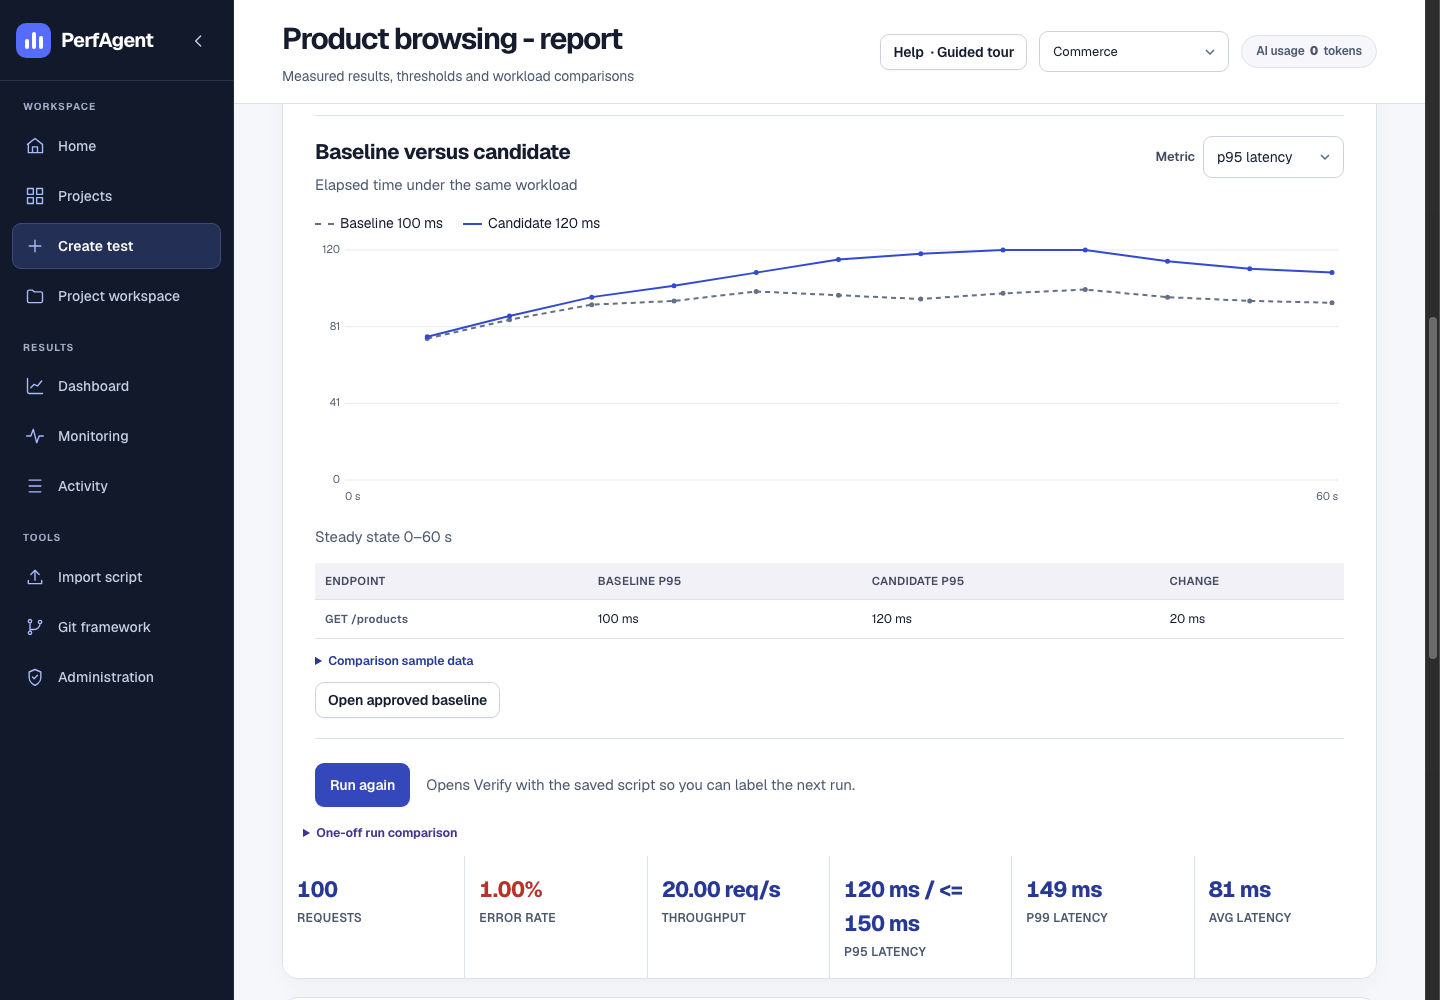 PerfAgent
WORKSPACE
Home
Projects
Create test
Project workspace
RESULTS
Dashboard
Monitoring
Activity
TOOLS
Import script
Git framework
Administration
Product browsing - report
Measured results, thresholds and workload comparisons
Help · Guided tour
Commerce
AI usage 0 tokens
Baseline versus candidate
Elapsed time under the same workload
Metric
p95 latency
Baseline 100 ms
Candidate 120 ms
120
81
41
0
0 s
60 s
Steady state 0–60 s
ENDPOINT BASELINE P95 CANDIDATE P95 CHANGE
GET /products 100 ms 120 ms 20 ms
Comparison sample data
Open approved baseline
Run again
Opens Verify with the saved script so you can label the next run.
One-off run comparison
100
REQUESTS
1.00%
ERROR RATE
20.00 req/s
THROUGHPUT
120 ms / <=
150 ms
P95 LATENCY
149 ms
P99 LATENCY
81 ms
AVG LATENCY